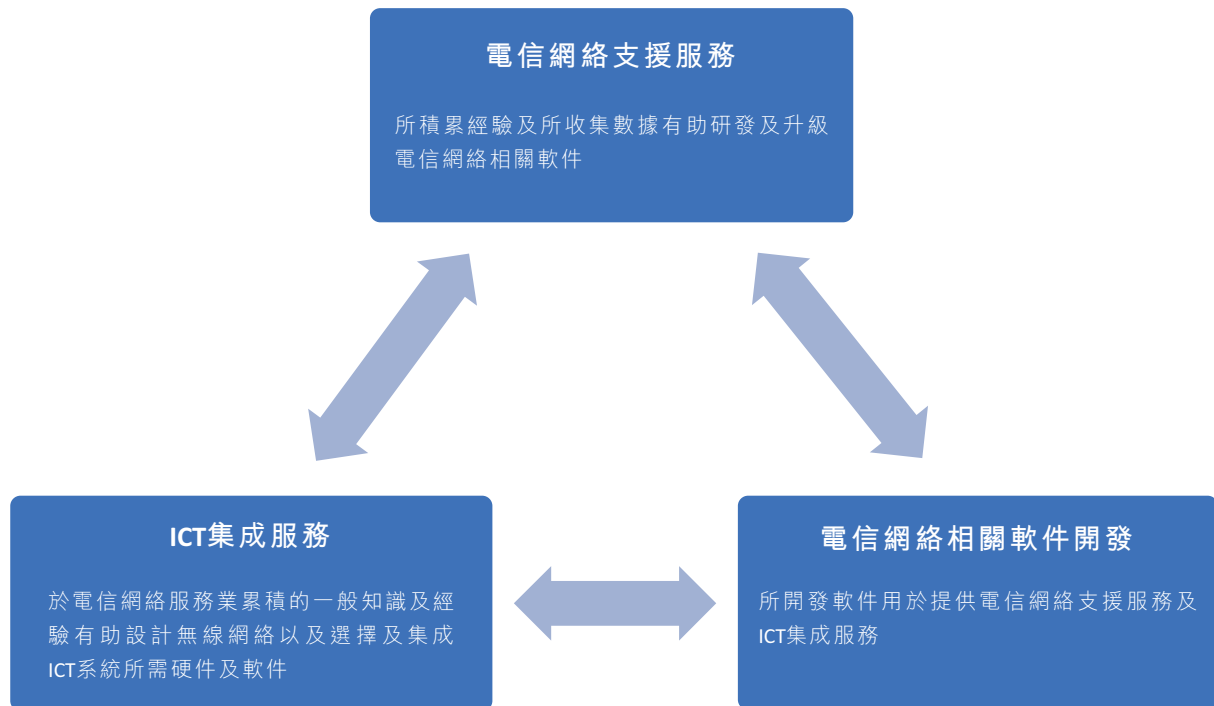 電信網絡支援服務
所積累經驗及所收集數據有助研發及升級
電信網絡相關軟件
ICT集成服務
於電信網絡服務業累積的一般知識及經
驗有助設計無線網絡以及選擇及集成
ICT系統所需硬件及軟件
電信網絡相關軟件開發
所開發軟件用於提供電信網絡支援服務及
ICT集成服務